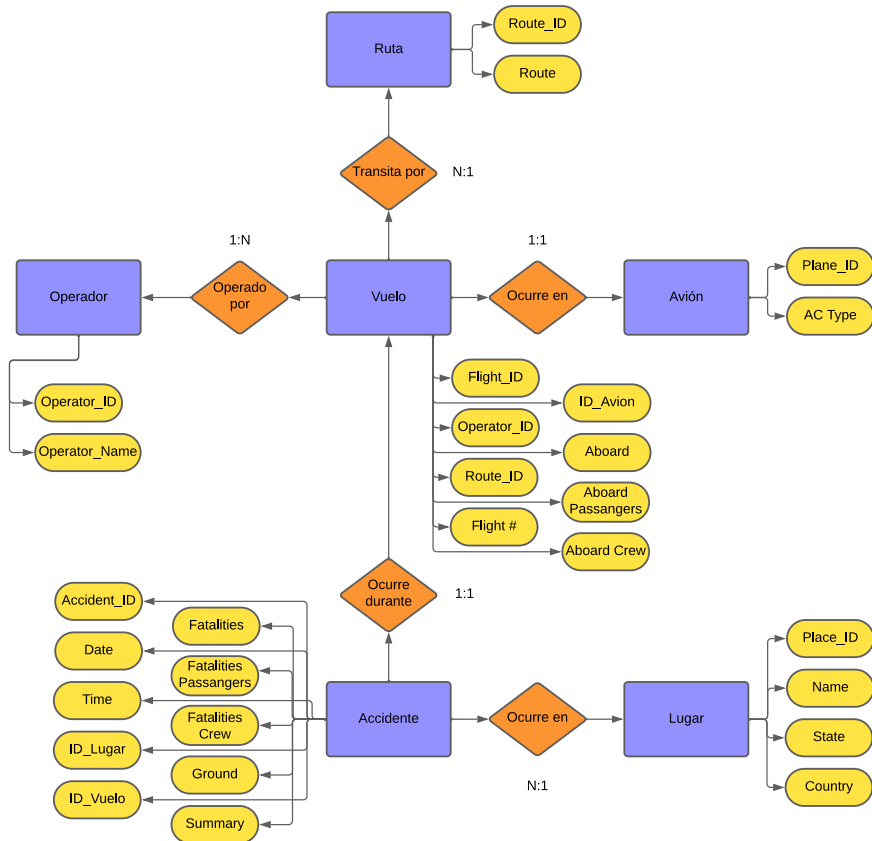 Route_ID
Ruta
Route
Transita por
N:1
1:N
1:1
Operador
Operado
por
Vuelo
Ocurre en
Avión
Plane_ID
AC Type
Flight_ID
ID_Avion
Operator_ID
Aboard
Route_ID
Aboard
Passangers
Flight #
Aboard Crew
Operator_ID
Operator_Name
Ocurre
durante
1:1
Accident_ID
Fatalities
Date
Fatalities
Passangers
Time
Fatalities
Crew
ID_Lugar
Ground
ID_Vuelo
Summary
Accidente
Ocurre en
N:1
Lugar
Place_ID
Name
State
Country